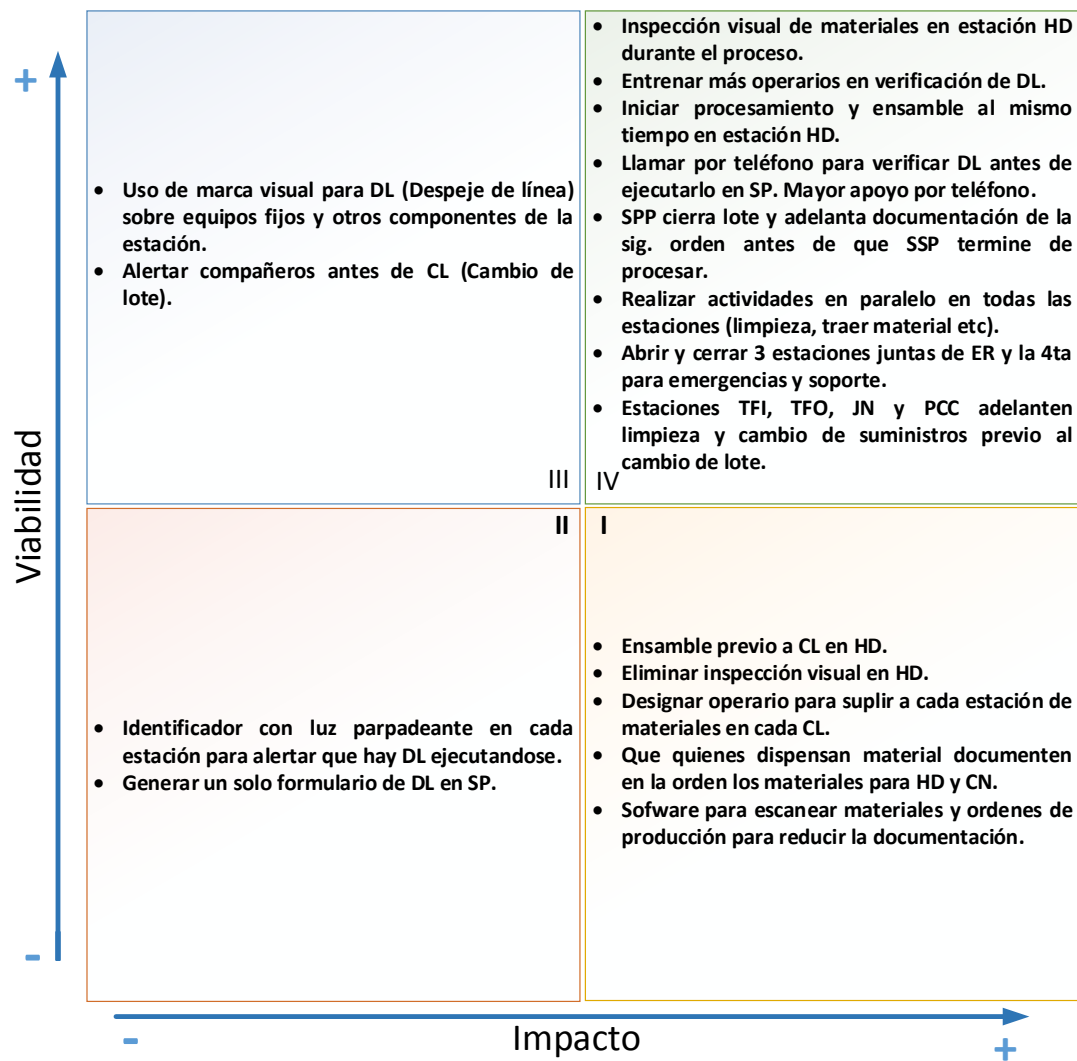 +
Viabilidad
-
• Uso de marca visual para DL (Despeje de línea)
sobre equipos fijos y otros componentes de la
estación.
• Alertar compañeros antes de CL (Cambio de
lote).
III
• Inspección visual de materiales en estación HD
durante el proceso.
• Entrenar más operarios en verificación de DL.
• Iniciar procesamiento y ensamble al mismo
tiempo en estación HD.
• Llamar por teléfono para verificar DL antes de
ejecutarlo en SP. Mayor apoyo por teléfono.
• SPP cierra lote y adelanta documentación de la
sig. orden antes de que SSP termine de
procesar.
• Realizar actividades en paralelo en todas las
estaciones (limpieza, traer material etc).
• Abrir y cerrar 3 estaciones juntas de ER y la 4ta
para emergencias y soporte.
• Estaciones TFI, TFO, JN y PCC adelanten
limpieza y cambio de suministros previo al
cambio de lote.
IV
II
• Identificador con luz parpadeante en cada
estación para alertar que hay DL ejecutandose.
• Generar un solo formulario de DL en SP.
I
• Ensamble previo a CL en HD.
• Eliminar inspección visual en HD.
• Designar operario para suplir a cada estación de
materiales en cada CL.
• Que quienes dispensan material documenten
en la orden los materiales para HD y CN.
• Sofware para escanear materiales y ordenes de
producción para reducir la documentación.
-
Impacto
+